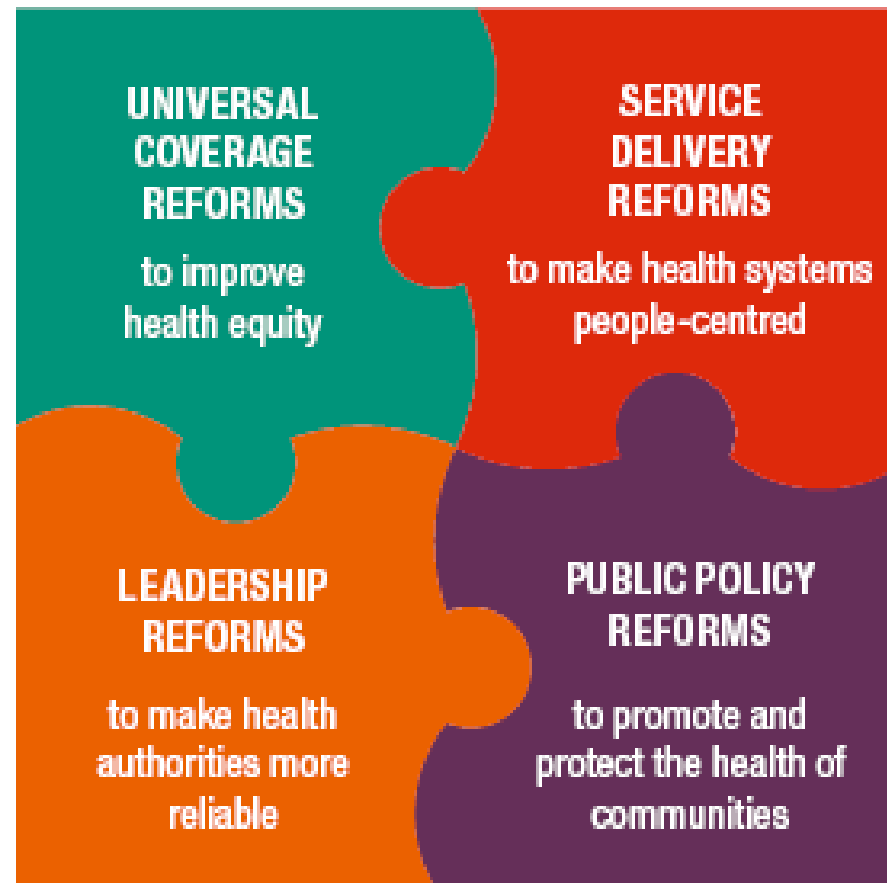 UNIVERSAL
COVERAGE
REFORMS
to improve
health equity
SERVICE
DELIVERY
REFORMS
to make health systems
people-centred
LEADERSHIP
REFORMS
to make health
authorities more
reliable
PUBLIC POLICY
REFORMS
to promote and
protect the health of
communities